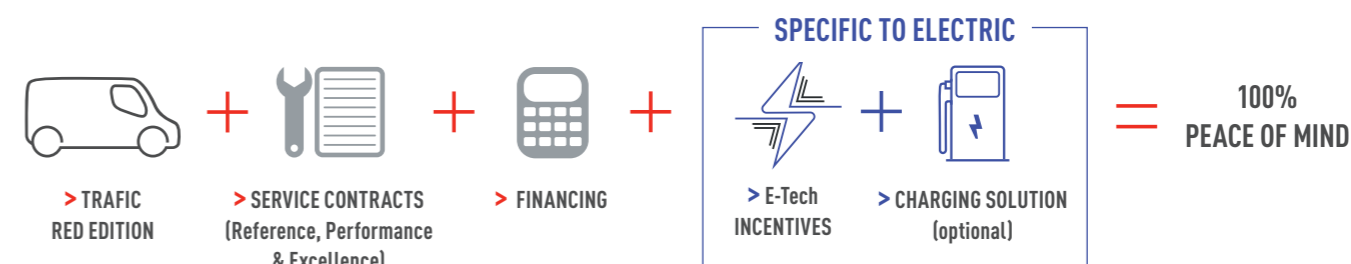 SPECIFIC TO ELECTRIC
100%
PEACE OF MIND
> TRAFIC
RED EDITION
> SERVICE CONTRACTS
(Reference, Performance
& Excellence)
> FINANCING
> E-Tech
INCENTIVES
> CHARGING SOLUTION
(optional)